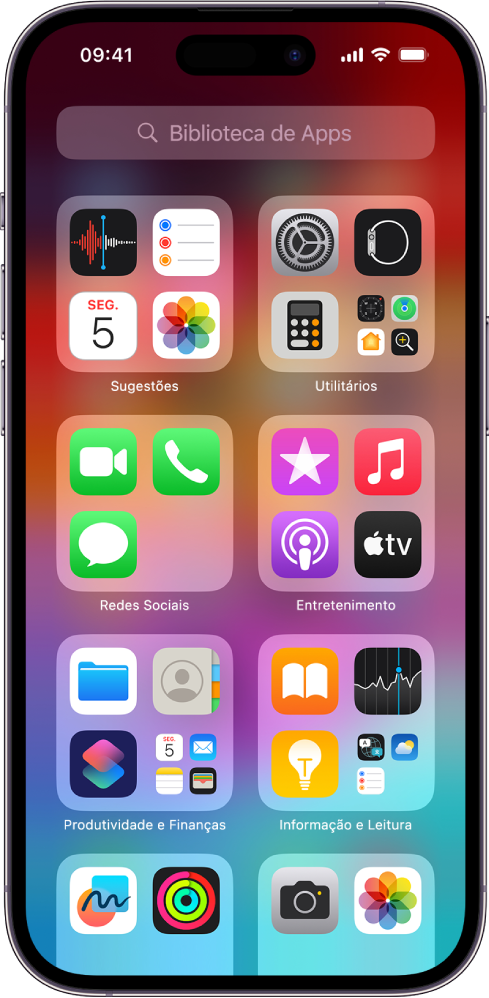 09:41
Biblioteca de Apps
SEG.
5
Sugestões
Utilitários
tv
Redes Sociais
Entretenimento
SEG.
5
A
T
Produtividade e Finanças
Informação e Leitura